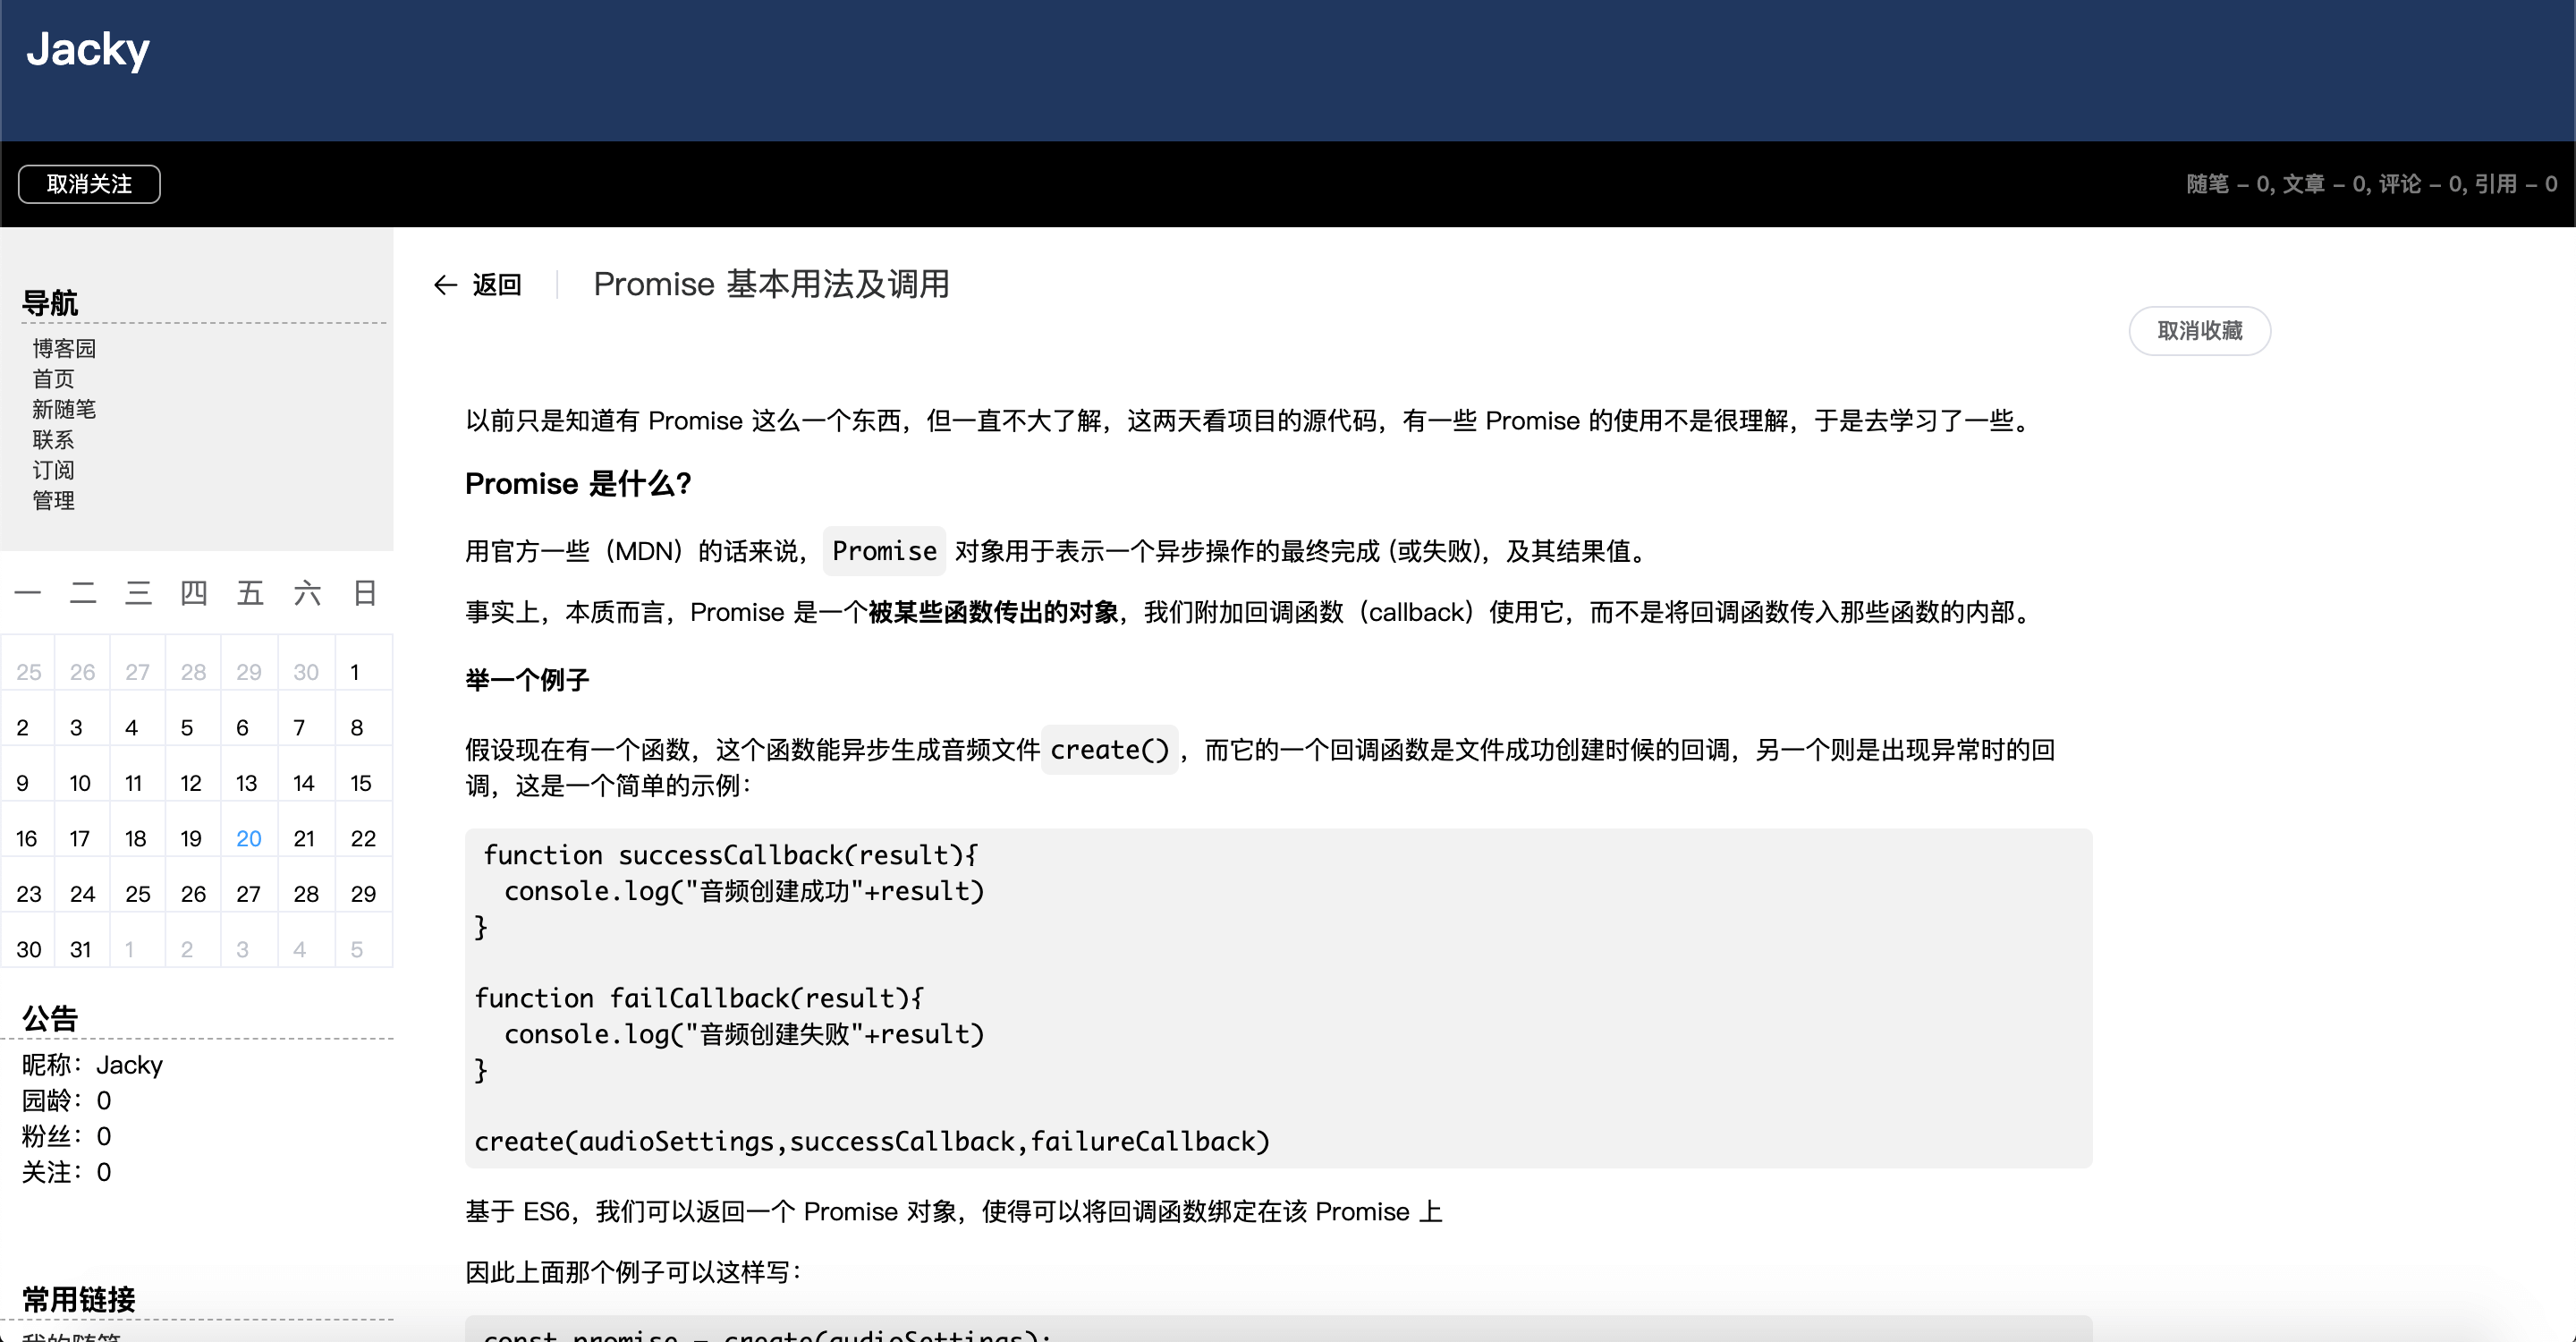 Jacky
取消关注
随笔 – 0, 文章 – 0, 评论 – 0, 引用 – 0
导航
博客园
首页
新随笔
联系
订阅
管理
一 二 三 四 五 六 日
25 26 27 28 29 30 1
2 3 4 5 6 7 8
9 10 11 12 13 14 15
16 17 18 19 20 21 22
23 24 25 26 27 28 29
30 31 1 2 3 4 5
公告
昵称：Jacky
园龄：0
粉丝：0
关注：0
常用链接
我的随笔
← 返回 Promise 基本用法及调用
取消收藏
以前只是知道有 Promise 这么一个东西，但一直不大了解，这两天看项目的源代码，有一些 Promise 的使用不是很理解，于是去学习了一些。
Promise 是什么？
用官方一些（MDN）的话来说， Promise 对象用于表示一个异步操作的最终完成 (或失败)，及其结果值。
事实上，本质而言，Promise 是一个被某些函数传出的对象，我们附加回调函数（callback）使用它，而不是将回调函数传入那些函数的内部。
举一个例子
假设现在有一个函数，这个函数能异步生成音频文件 create() ，而它的一个回调函数是文件成功创建时候的回调，另一个则是出现异常时的回
调，这是一个简单的示例：
function successCallback(result){
console.log("音频创建成功"+result)
}
function failCallback(result){
console.log("音频创建失败"+result)
}
create(audioSettings,successCallback,failureCallback)
基于 ES6，我们可以返回一个 Promise 对象，使得可以将回调函数绑定在该 Promise 上
因此上面那个例子可以这样写：
const promise = create(audioSettings);